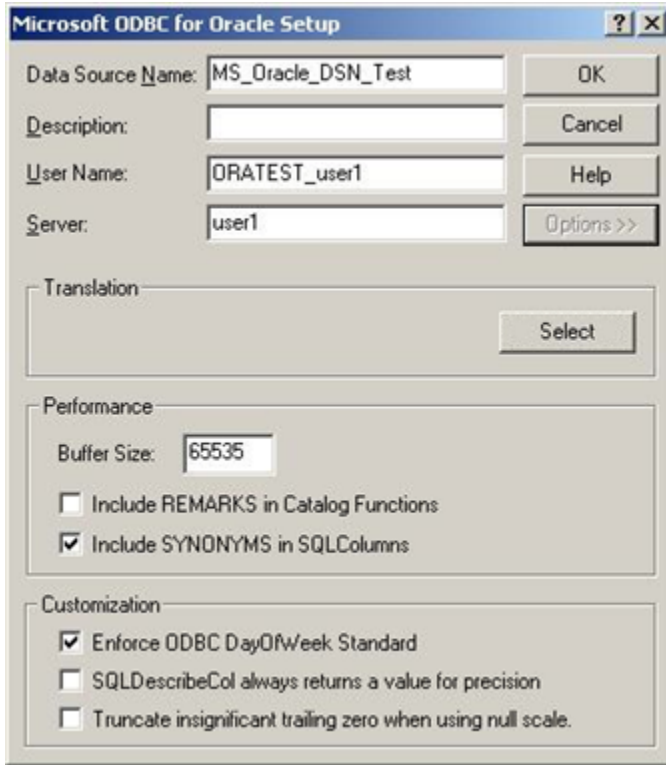 Microsoft ODBC for Oracle Setup ? ×
Data Source Name: MS_Oracle_DSN_Test OK
Description: Cancel
User Name: ORATEST_user1 Help
Server: user1 Options >>
Translation
Select
Performance
Buffer Size: 65535
Include REMARKS in Catalog Functions
Include SYNONYMS in SQLColumns
Customization
Enforce ODBC DayOfWeek Standard
SQLDescribeCol always returns a value for precision
Truncate insignificant trailing zero when using null scale.